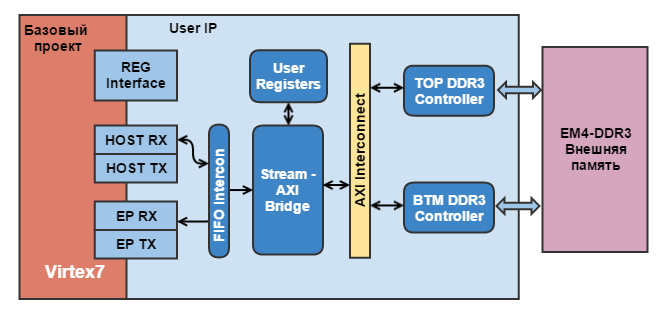 Базовый
проект
User IP
REG
Interface
HOST RX
HOST TX
EP RX
EP TX
Virtex7
FIFO Intercon
User
Registers
Stream -
AXI
Bridge
AXI Interconnect
TOP DDR3
Controller
BTM DDR3
Controller
EM4-DDR3
Внешняя
память